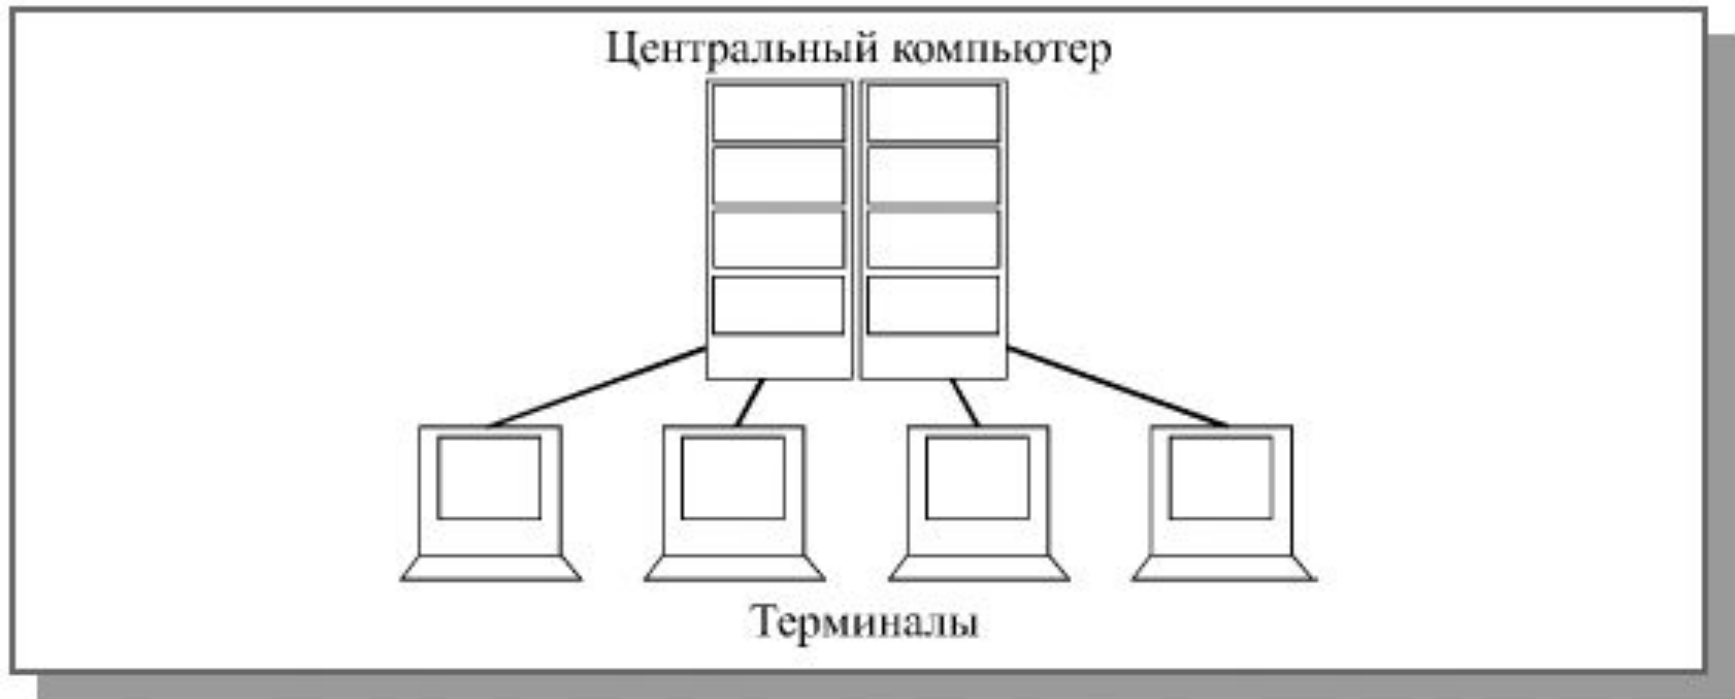 Центральный компьютер
Терминалы